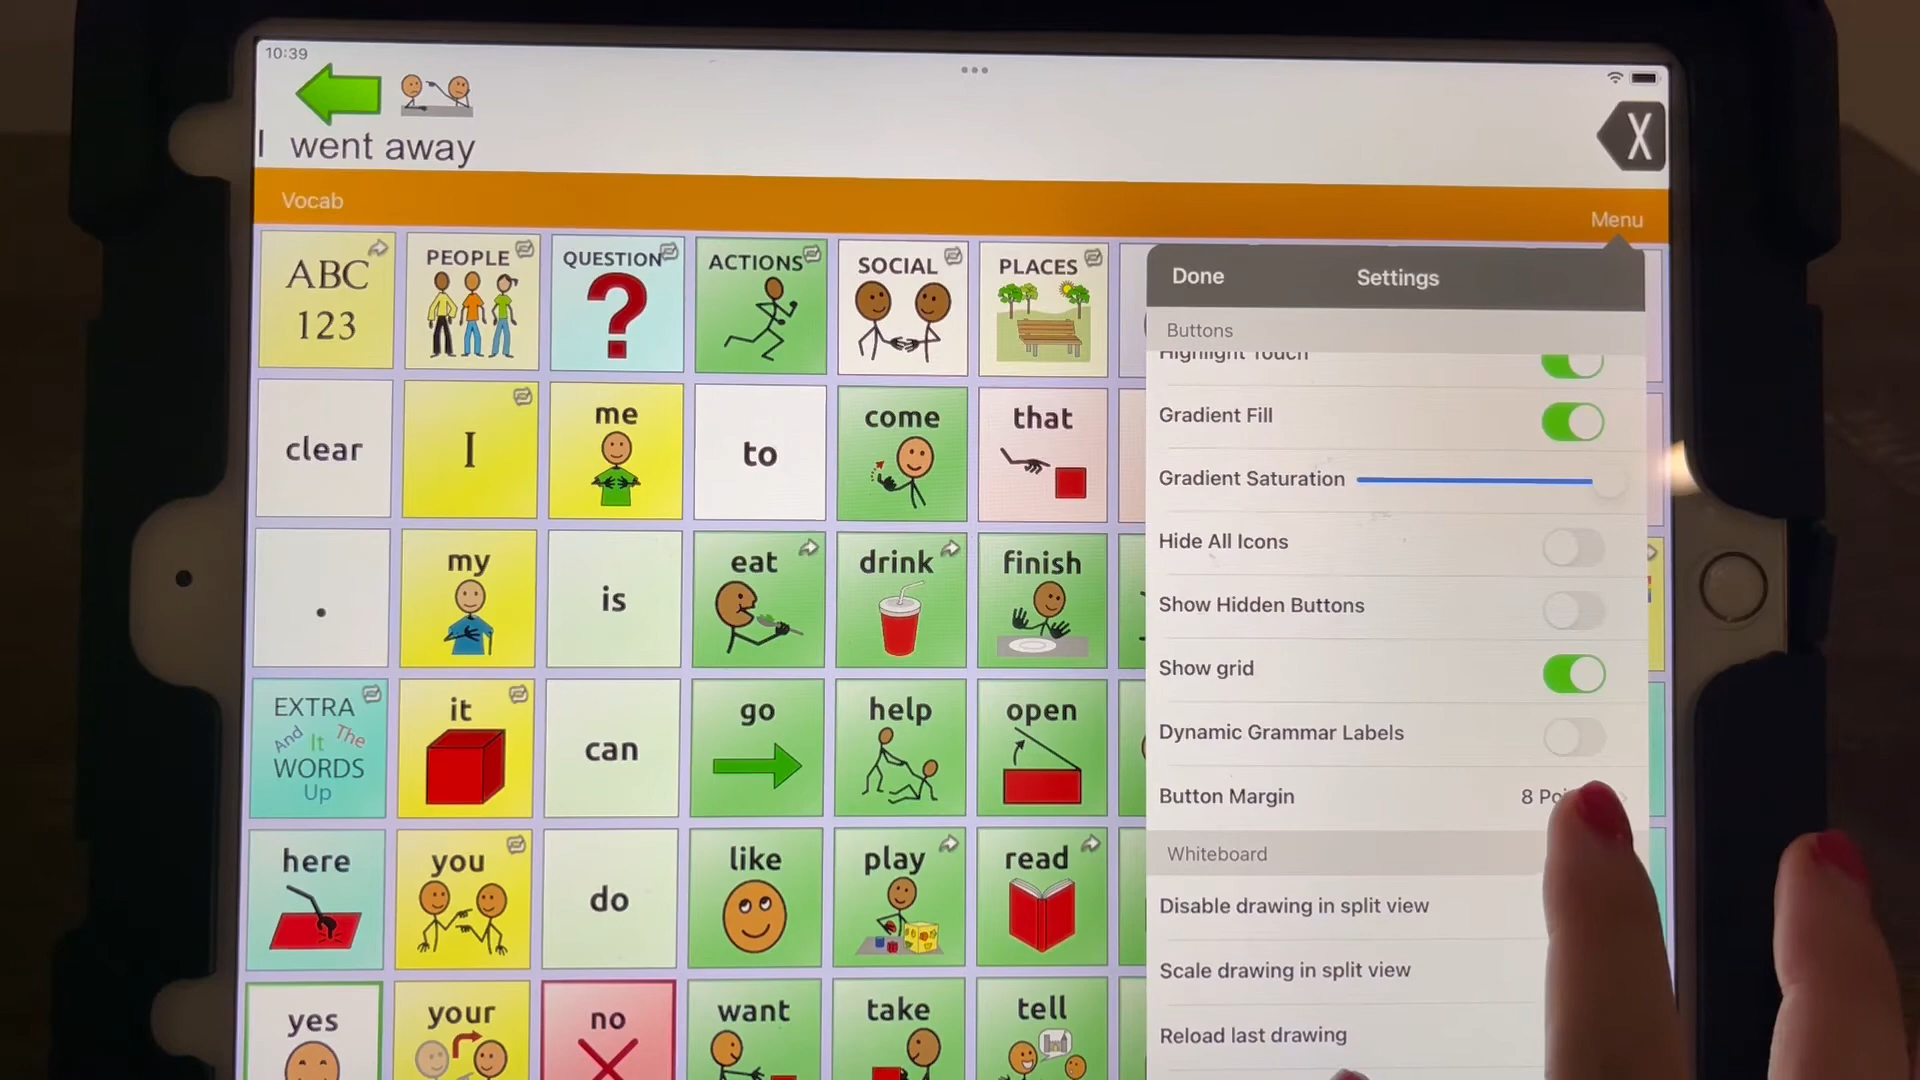 10:39
I went away
X
Vocab
Menu
ABC
123
PEOPLE
QUESTION
?
ACTIONS
SOCIAL
PLACES
clear
I
me
to
come
that
.
my
is
eat
drink
finish
EXTRA
And It The
WORDS
Up
it
can
go
help
open
here
you
do
like
play
read
yes
your
no
want
take
tell
Done
Settings
Buttons
Highlight Touch
Gradient Fill
Gradient Saturation
Hide All Icons
Show Hidden Buttons
Show grid
Dynamic Grammar Labels
Button Margin
8
Whiteboard
Disable drawing in split view
Scale drawing in split view
Reload last drawing